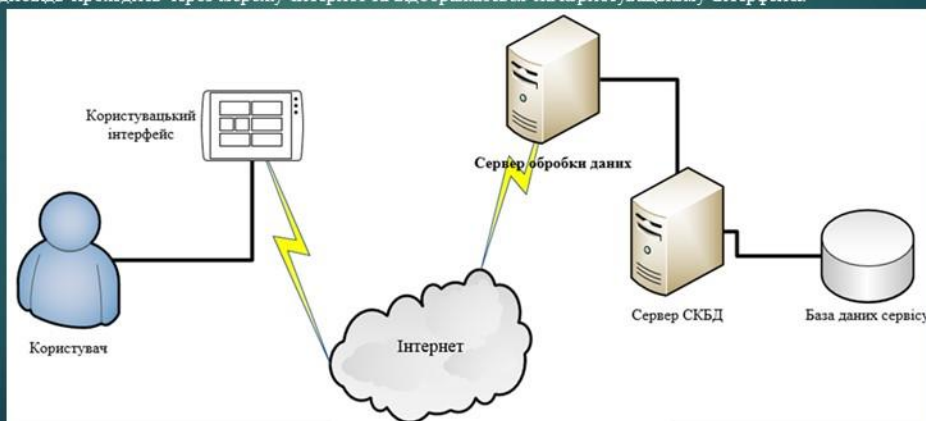 Користувацький
інтерфейс
Сервер обробки даних
Сервер СКБД
База даних сервісу
Інтернет
Користувач